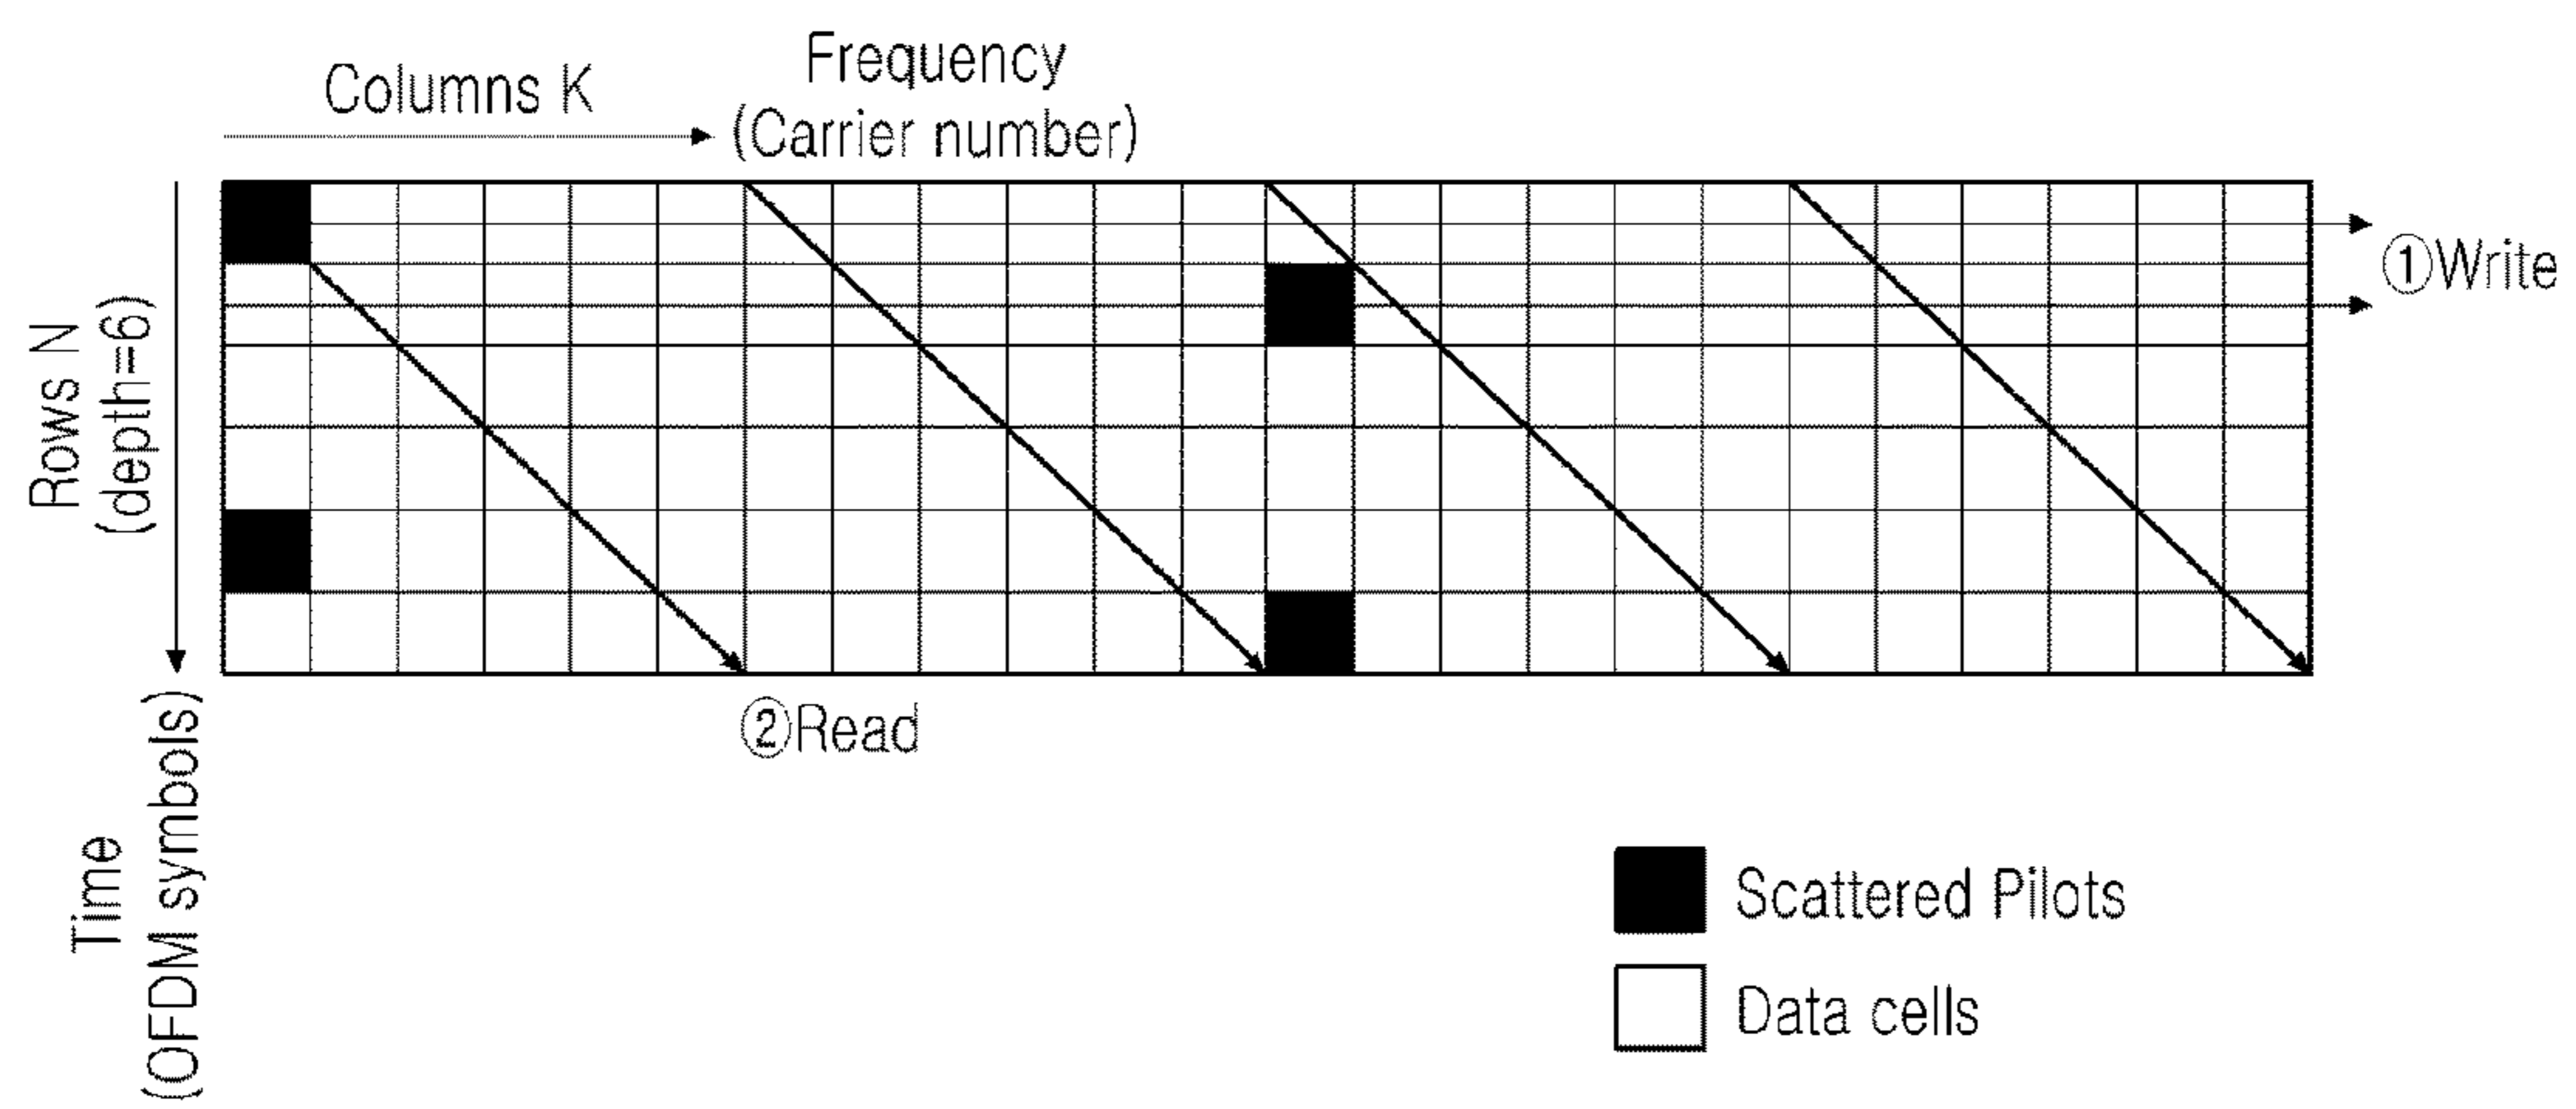 Columns K
Frequency
(Carrier number)
Rows N
(depth=6)
①Write
②Read
Time
(OFDM symbols)
Scattered Pilots
Data cells